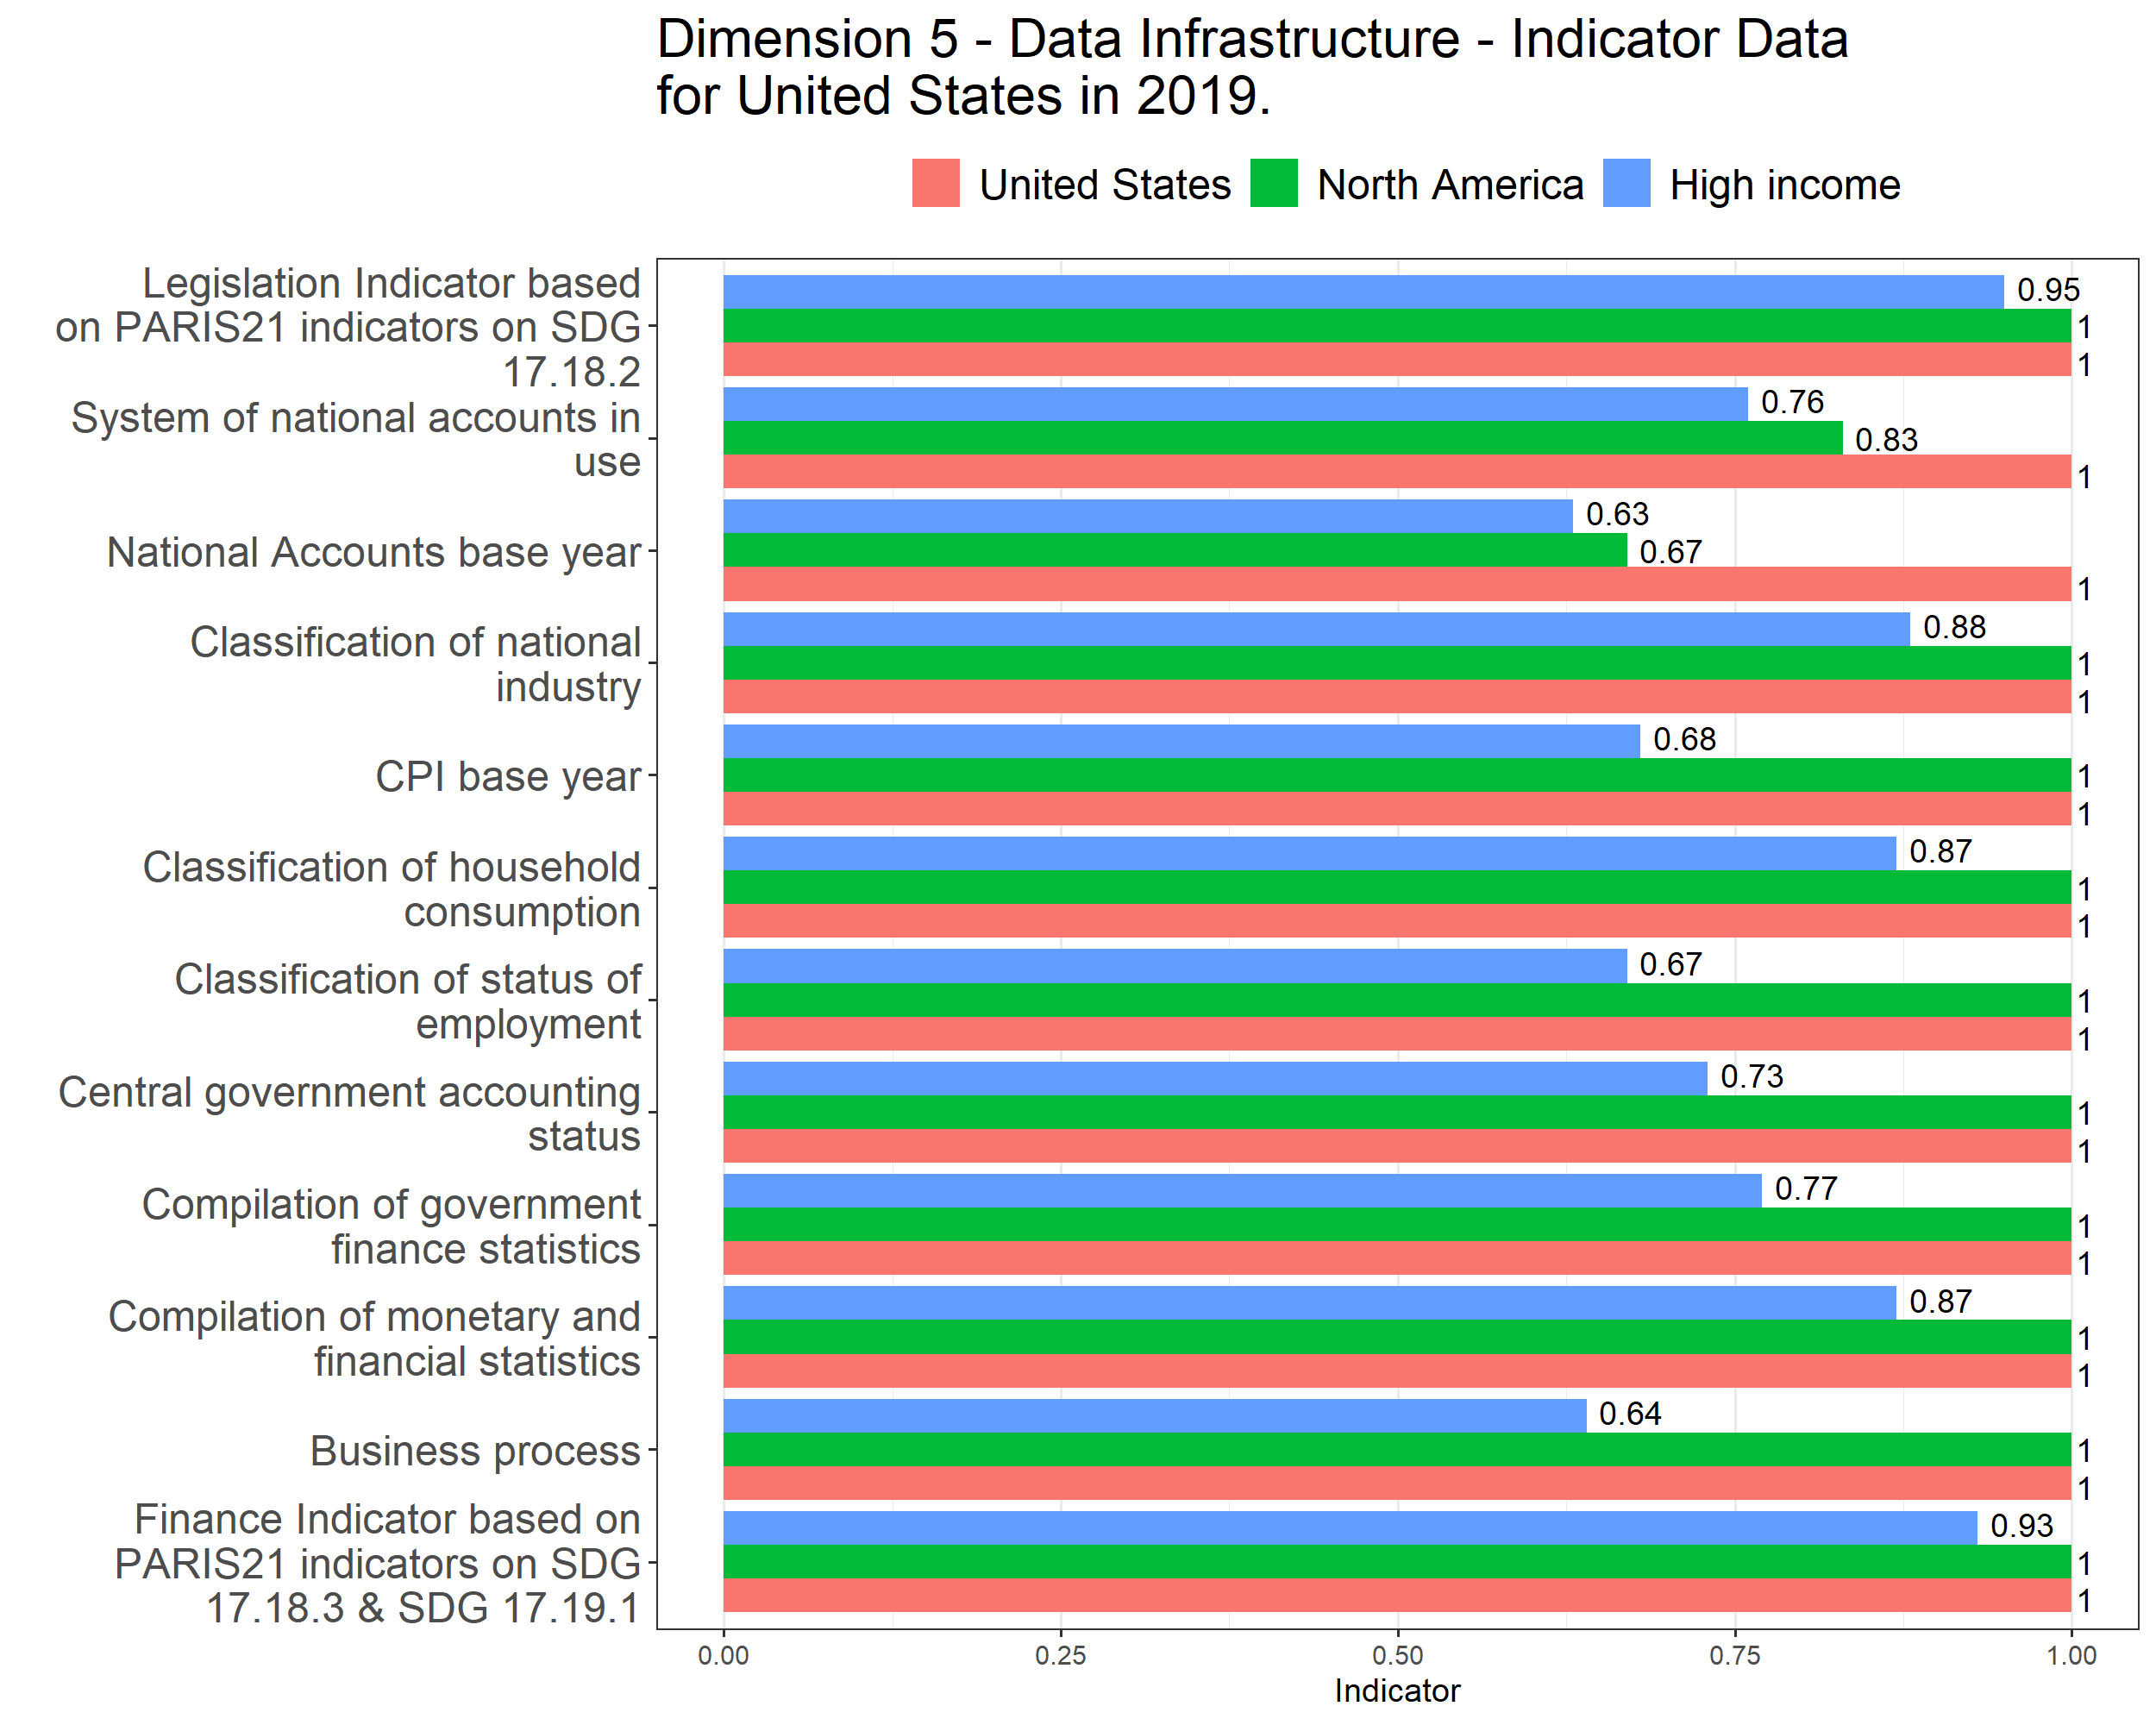 Dimension 5 - Data Infrastructure - Indicator Data
for United States in 2019.
United States
North America
High income
Legislation Indicator based
on PARIS21 indicators on SDG
17.18.2
0.95
1
1
System of national accounts in
use
0.76
0.83
1
National Accounts base year
0.63
0.67
1
Classification of national
industry
0.88
1
1
CPI base year
0.68
1
1
Classification of household
consumption
0.87
1
1
Classification of status of
employment
0.67
1
1
Central government accounting
status
0.73
1
1
Compilation of government
finance statistics
0.77
1
1
Compilation of monetary and
financial statistics
0.87
1
1
Business process
0.64
1
1
Finance Indicator based on
PARIS21 indicators on SDG
17.18.3 & SDG 17.19.1
0.93
1
1
0.00
0.25
0.50
0.75
1.00
Indicator